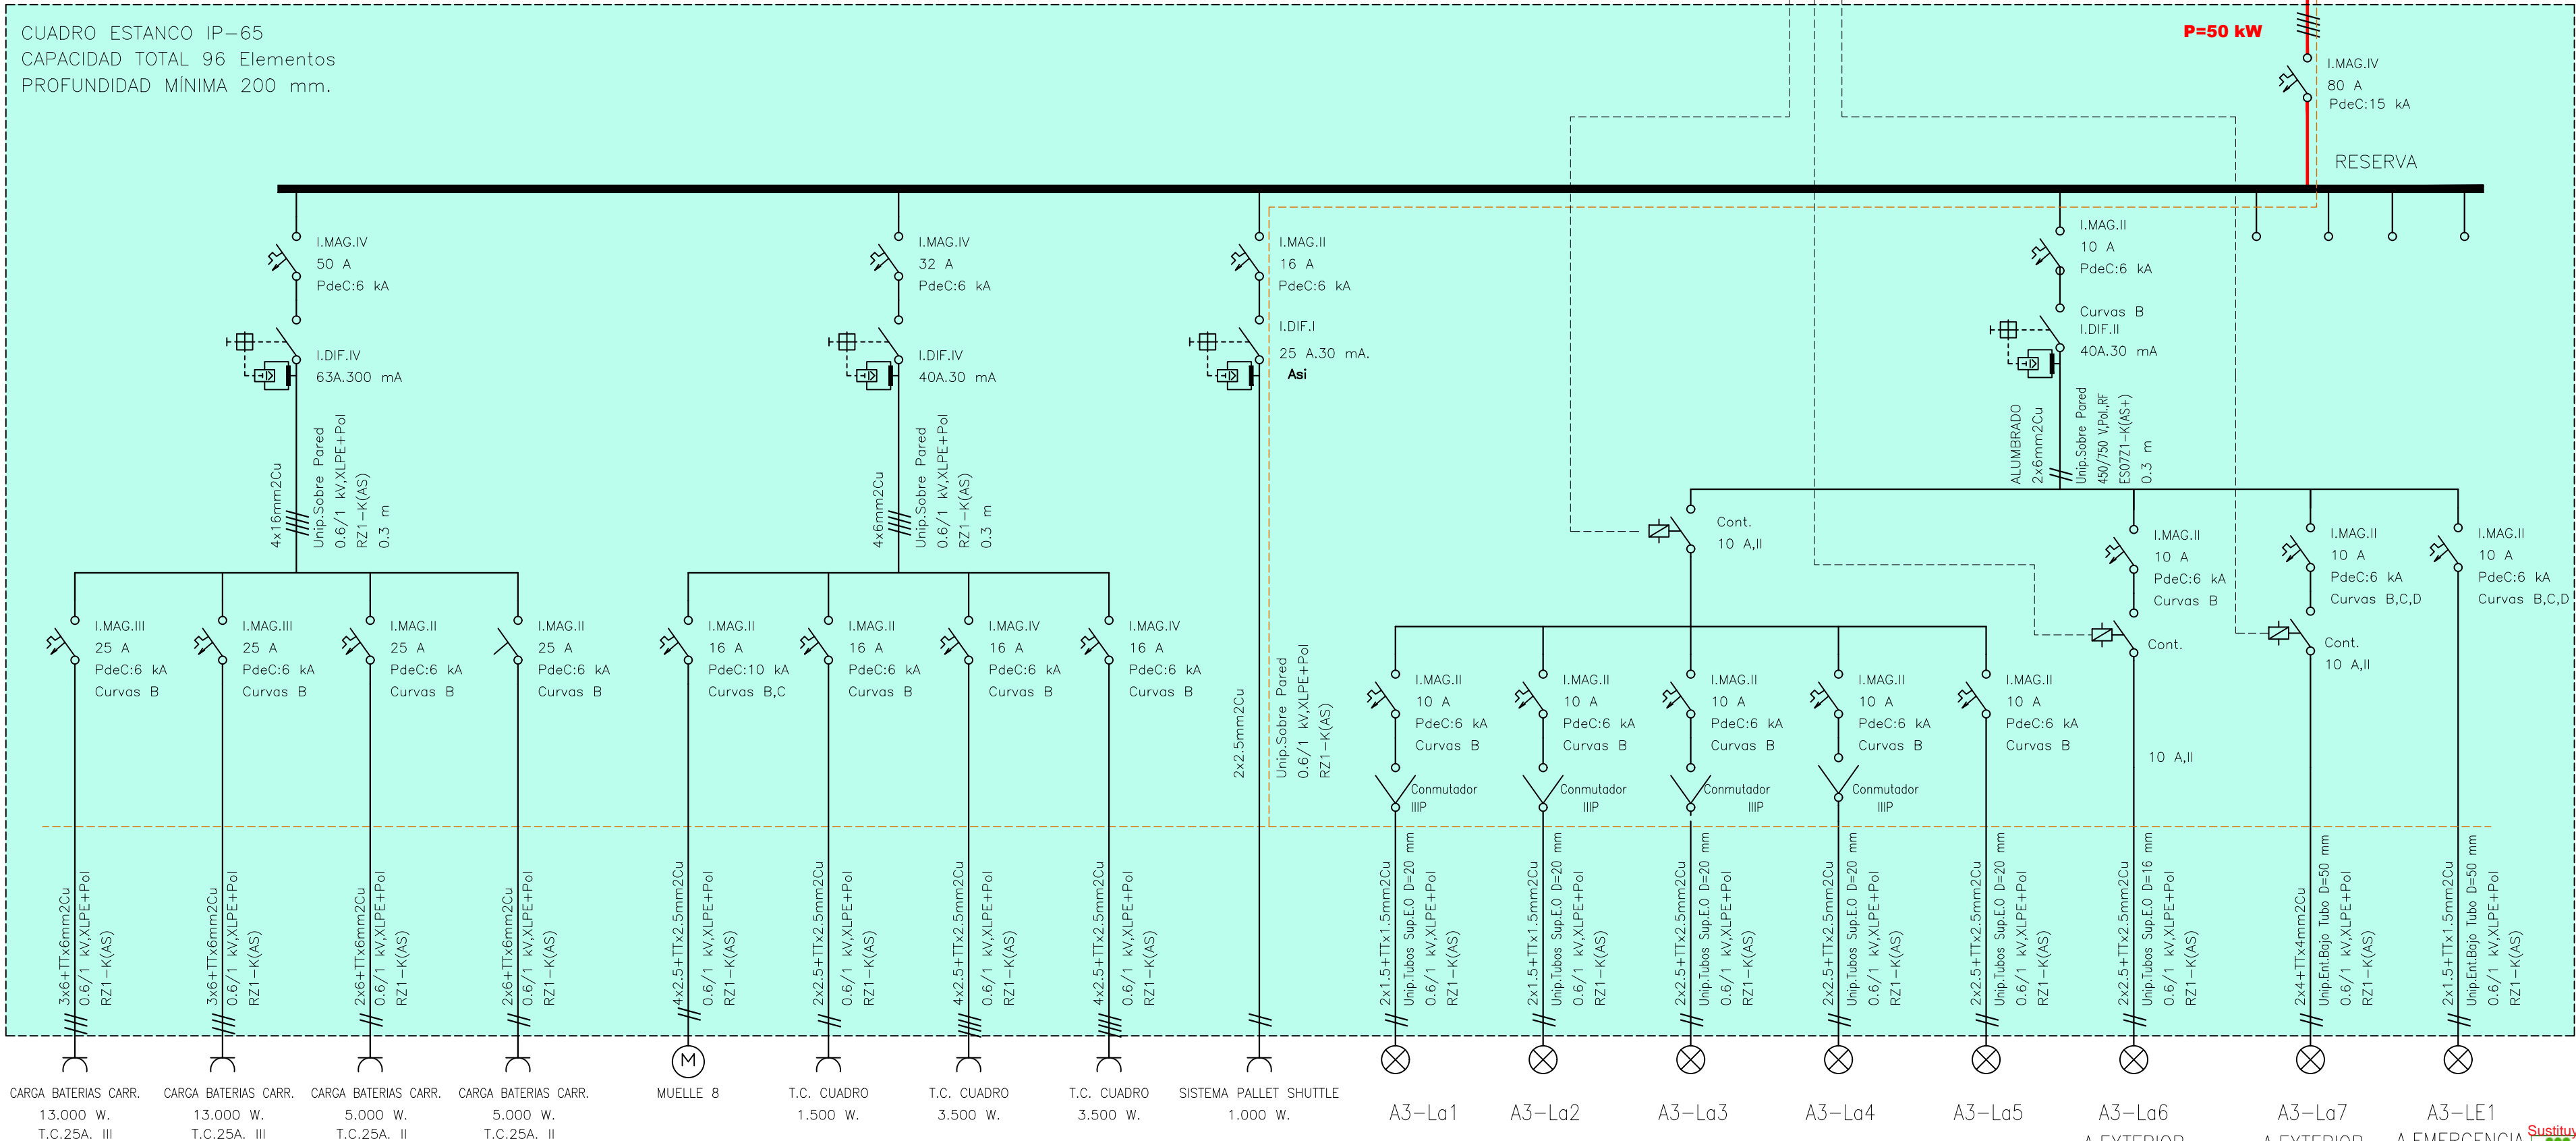 CUADRO ESTANCO IP-65
CAPACIDAD TOTAL 96 Elementos
PROFUNDIDAD MÍNIMA 200 mm.
P=50 kW
I.MAG.IV
80 A
PdeC:15 kA
RESERVA
I.MAG.IV
50 A
PdeC:6 kA
I.DIF.IV
63A.300 mA
4x16mm2Cu
Unip.Sobre Pared
0.6/1 kV,XLPE+Pol
RZ1-K(AS)
0.3 m
I.MAG.IV
32 A
PdeC:6 kA
I.DIF.IV
40A.30 mA
4x6mm2Cu
Unip.Sobre Pared
0.6/1 kV,XLPE+Pol
RZ1-K(AS)
0.3 m
I.MAG.II
16 A
PdeC:6 kA
I.DIF.I
25 A.30 mA.
Asi
2x2.5mm2Cu
Unip.Sobre Pared
0.6/1 kV,XLPE+Pol
RZ1-K(AS)
I.MAG.II
10 A
PdeC:6 kA
Curvas B
I.DIF.II
40A.30 mA
ALUMBRADO
2x6mm2Cu
Unip.Sobre Pared
450/750 V,Pol,RF
ES07Z1-K(AS+)
0.3 m
Cont.
10 A,II
I.MAG.II
10 A
PdeC:6 kA
Curvas B
Cont.
10 A,II
I.MAG.II
10 A
PdeC:6 kA
Curvas B,C,D
Cont.
10 A,II
I.MAG.II
10 A
PdeC:6 kA
Curvas B,C,D
I.MAG.III
25 A
PdeC:6 kA
Curvas B
I.MAG.III
25 A
PdeC:6 kA
Curvas B
I.MAG.II
25 A
PdeC:6 kA
Curvas B
I.MAG.II
25 A
PdeC:6 kA
Curvas B
I.MAG.II
16 A
PdeC:10 kA
Curvas B,C
I.MAG.II
16 A
PdeC:6 kA
Curvas B
I.MAG.IV
16 A
PdeC:6 kA
Curvas B
I.MAG.IV
16 A
PdeC:6 kA
Curvas B
I.MAG.II
10 A
PdeC:6 kA
Curvas B
Conmutador
IIIP
I.MAG.II
10 A
PdeC:6 kA
Curvas B
Conmutador
IIIP
I.MAG.II
10 A
PdeC:6 kA
Curvas B
Conmutador
IIIP
I.MAG.II
10 A
PdeC:6 kA
Curvas B
Conmutador
IIIP
I.MAG.II
10 A
PdeC:6 kA
Curvas B
3x6+TTx6mm2Cu
0.6/1 kV,XLPE+Pol
RZ1-K(AS)
3x6+TTx6mm2Cu
0.6/1 kV,XLPE+Pol
RZ1-K(AS)
2x6+TTx6mm2Cu
0.6/1 kV,XLPE+Pol
RZ1-K(AS)
2x6+TTx6mm2Cu
0.6/1 kV,XLPE+Pol
RZ1-K(AS)
4x2.5+TTx2.5mm2Cu
0.6/1 kV,XLPE+Pol
RZ1-K(AS)
2x2.5+TTx2.5mm2Cu
0.6/1 kV,XLPE+Pol
RZ1-K(AS)
4x2.5+TTx2.5mm2Cu
0.6/1 kV,XLPE+Pol
RZ1-K(AS)
4x2.5+TTx2.5mm2Cu
0.6/1 kV,XLPE+Pol
RZ1-K(AS)
2x1.5+TTx1.5mm2Cu
Unip.Tubos Sup.E.O D=20 mm
0.6/1 kV,XLPE+Pol
RZ1-K(AS)
2x1.5+TTx1.5mm2Cu
Unip.Tubos Sup.E.O D=20 mm
0.6/1 kV,XLPE+Pol
RZ1-K(AS)
2x2.5+TTx2.5mm2Cu
Unip.Tubos Sup.E.O D=20 mm
0.6/1 kV,XLPE+Pol
RZ1-K(AS)
2x2.5+TTx2.5mm2Cu
Unip.Tubos Sup.E.O D=20 mm
0.6/1 kV,XLPE+Pol
RZ1-K(AS)
2x2.5+TTx2.5mm2Cu
Unip.Tubos Sup.E.O D=20 mm
0.6/1 kV,XLPE+Pol
RZ1-K(AS)
2x2.5+TTx2.5mm2Cu
Unip.Tubos Sup.E.O D=16 mm
0.6/1 kV,XLPE+Pol
RZ1-K(AS)
2x4+TTx4mm2Cu
Unip.Ent.Bajo Tubo D=50 mm
0.6/1 kV,XLPE+Pol
RZ1-K(AS)
2x1.5+TTx1.5mm2Cu
Unip.Ent.Bajo Tubo D=50 mm
0.6/1 kV,XLPE+Pol
RZ1-K(AS)
CARGA BATERIAS CARR.
13.000 W.
T.C.25A. III
CARGA BATERIAS CARR.
13.000 W.
T.C.25A. III
CARGA BATERIAS CARR.
5.000 W.
T.C.25A. II
CARGA BATERIAS CARR.
5.000 W.
T.C.25A. II
M
MUELLE 8
T.C. CUADRO
1.500 W.
T.C. CUADRO
3.500 W.
T.C. CUADRO
3.500 W.
SISTEMA PALLET SHUTTLE
1.000 W.
A3-La1
A3-La2
A3-La3
A3-La4
A3-La5
A3-La6
A.EXTERIOR
A3-La7
A.EXTERIOR
A3-LE1
A.EMERGENCIA
Sustituy